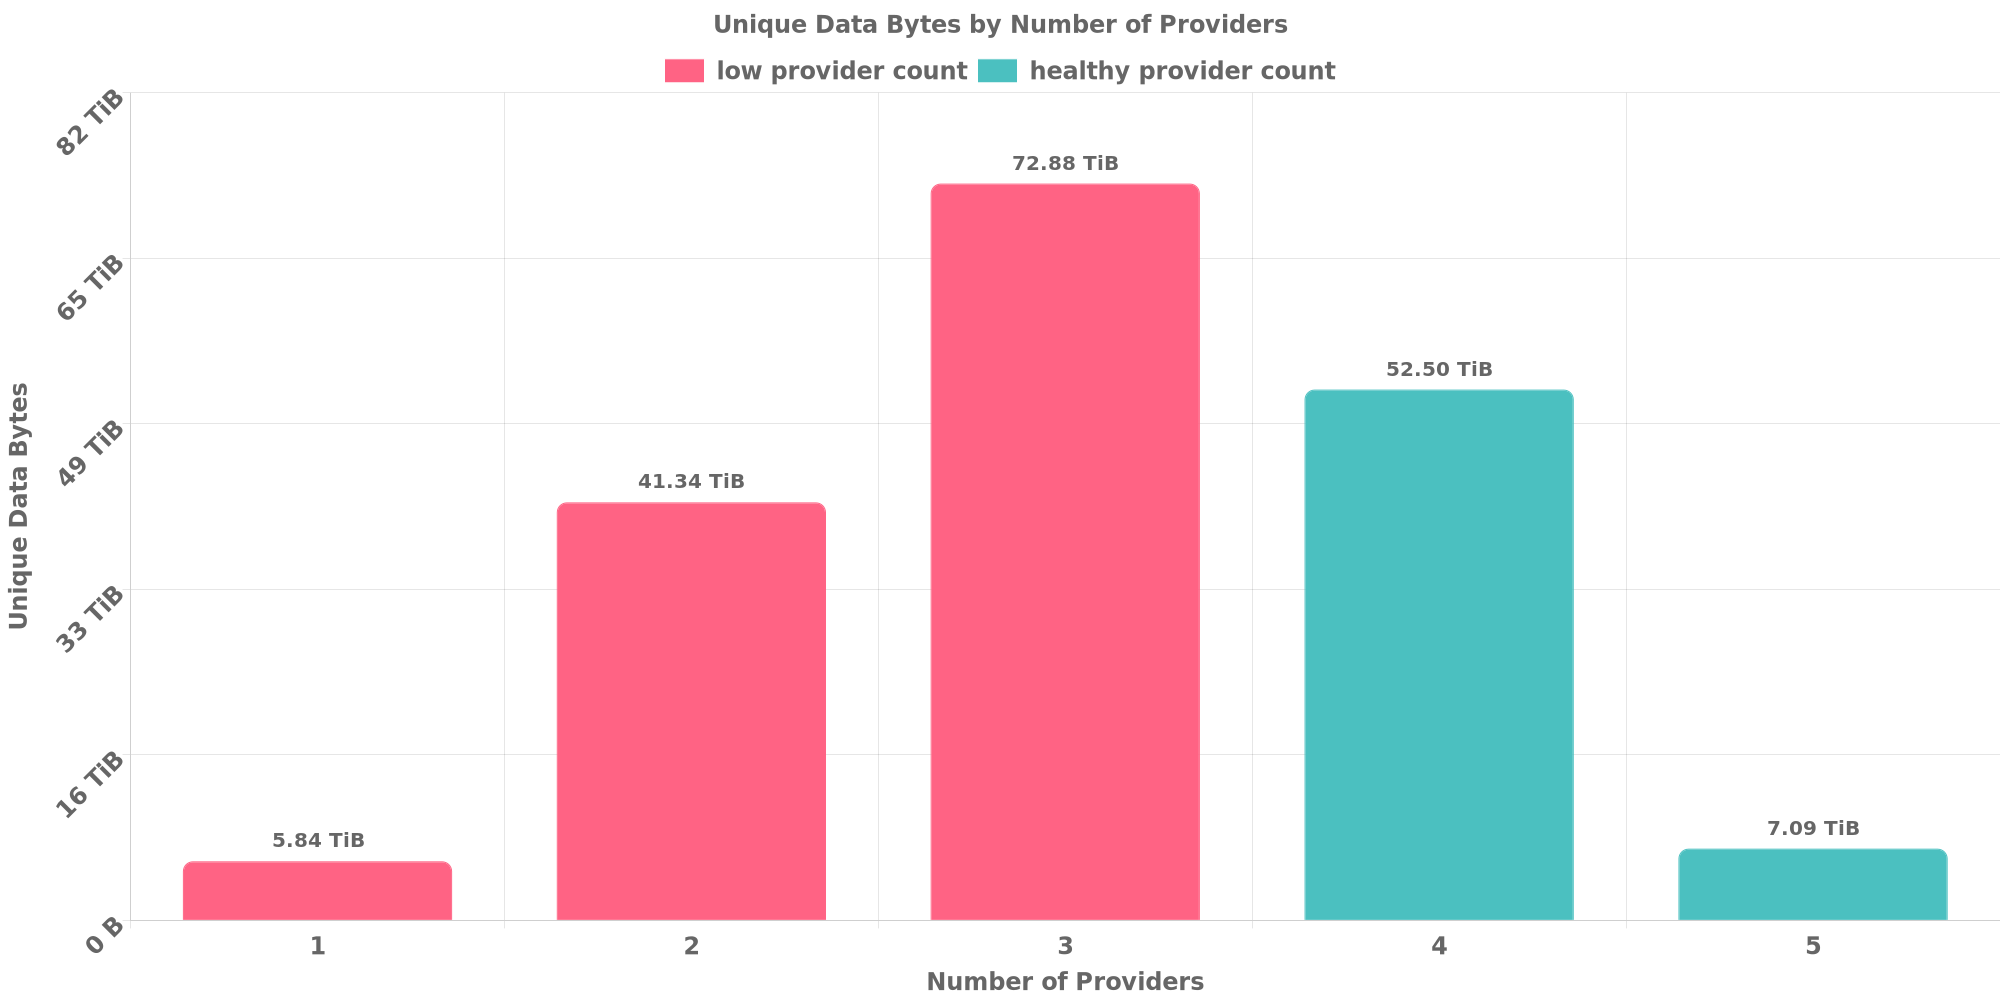 Unique Data Bytes by Number of Providers
low provider count healthy provider count
82 TiB
65 TiB
49 TiB
33 TiB
16 TiB
0 B
Unique Data Bytes
5.84 TiB
41.34 TiB
72.88 TiB
52.50 TiB
7.09 TiB
1 2 3 4 5
Number of Providers